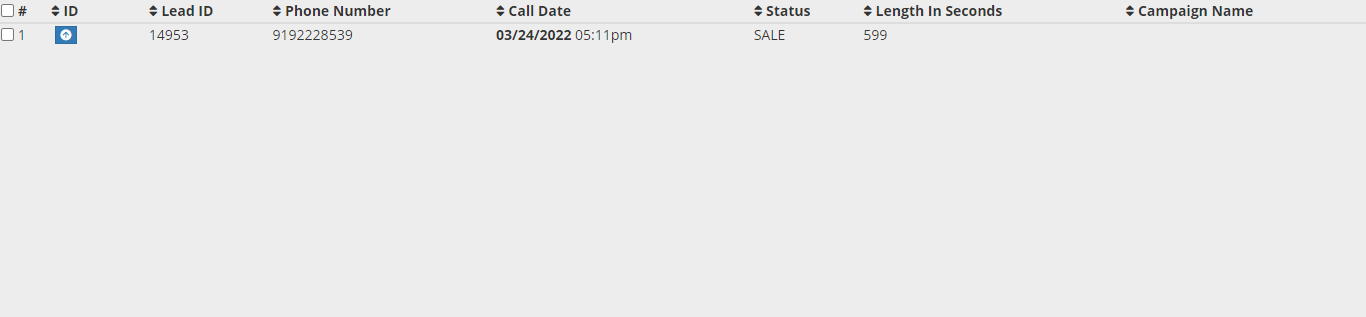 # ID Lead ID Phone Number Call Date Status Length In Seconds Campaign Name
1 14953 9192228539 03/24/2022 05:11pm SALE 599